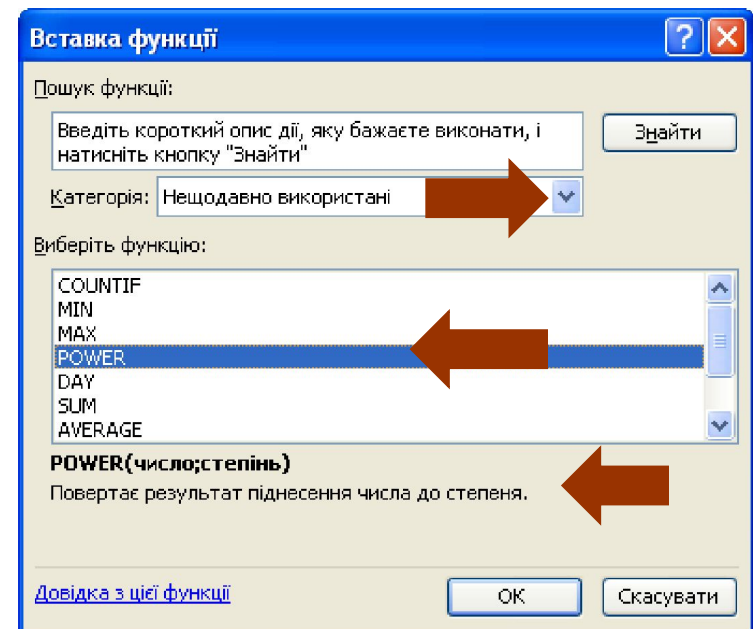 Вставка функції
Пошук функції:
Введіть короткий опис дії, яку бажаєте виконати, і
натисніть кнопку "Знайти"
Знайти
Категорія: Нещодавно використані
Виберіть функцію:
COUNTIF
MIN
MAX
POWER
DAY
SUM
AVERAGE
POWER(число;степінь)
Повертає результат піднесення числа до степеня.
Довідка з цієї функції
ОК
Скасувати